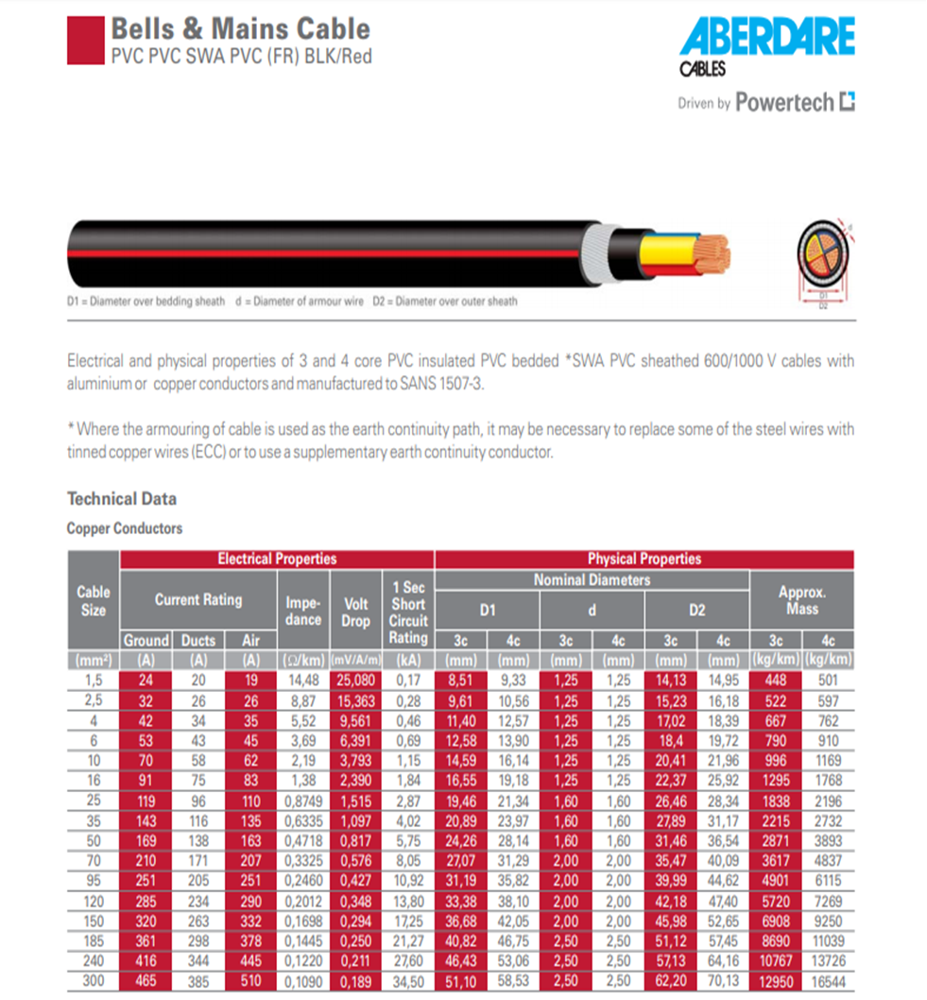 Bells & Mains Cable
PVC PVC SWA PVC (FR) BLK/Red
ABERDARE
CABLES
Driven by Powertech
d
D1
D2
D1 = Diameter over bedding sheath d = Diameter of armour wire D2 = Diameter over outer sheath
Electrical and physical properties of 3 and 4 core PVC insulated PVC bedded *SWA PVC sheathed 600/1000 V cables with
aluminium or copper conductors and manufactured to SANS 1507-3.
* Where the armouring of cable is used as the earth continuity path, it may be necessary to replace some of the steel wires with
tinned copper wires (ECC) or to use a supplementary earth continuity conductor.
Technical Data
Copper Conductors
Electrical Properties Physical Properties
Cable Size Current Rating Impe-dance Volt Drop 1 Sec Short Circuit Rating Nominal Diameters Approx. Mass
D1 d D2
Ground Ducts Air 3c 4c 3c 4c 3c 4c 3c 4c
(mm²) (A) (A) (A) (Ω/km) (mV/A/m) (kA) (mm) (mm) (mm) (mm) (mm) (mm) (kg/km) (kg/km)
1,5 24 20 19 14,48 25,080 0,17 8,51 9,33 1,25 1,25 14,13 14,95 448 501
2,5 32 26 26 8,87 15,363 0,28 9,61 10,56 1,25 1,25 15,23 16,18 522 597
4 42 34 35 5,52 9,561 0,46 11,40 12,57 1,25 1,25 17,02 18,39 667 762
6 53 43 45 3,69 6,391 0,69 12,58 13,90 1,25 1,25 18,4 19,72 790 910
10 70 58 62 2,19 3,793 1,15 14,59 16,14 1,25 1,25 20,41 21,96 996 1169
16 91 75 83 1,38 2,390 1,84 16,55 19,18 1,25 1,25 22,37 25,92 1295 1768
25 119 96 110 0,8749 1,515 2,87 19,46 21,34 1,60 1,60 26,46 28,34 1838 2196
35 143 116 135 0,6335 1,097 4,02 20,89 23,97 1,60 1,60 27,89 31,17 2215 2732
50 169 138 163 0,4718 0,817 5,75 24,26 28,14 1,60 1,60 31,46 36,54 2871 3893
70 210 171 207 0,3325 0,576 8,05 27,07 31,29 2,00 2,00 35,47 40,09 3617 4837
95 251 205 251 0,2460 0,427 10,92 31,19 35,82 2,00 2,00 39,99 44,62 4901 6115
120 285 234 290 0,2012 0,348 13,80 33,38 38,10 2,00 2,00 42,18 47,40 5720 7269
150 320 263 332 0,1698 0,294 17,25 36,68 42,05 2,00 2,00 45,98 52,65 6908 9250
185 361 298 378 0,1445 0,250 21,27 40,82 46,75 2,50 2,50 51,12 57,45 8690 11039
240 416 344 445 0,1220 0,211 27,60 46,43 53,06 2,50 2,50 57,13 64,16 10767 13726
300 465 385 510 0,1090 0,189 34,50 51,10 58,53 2,50 2,50 62,20 70,13 12950 16544